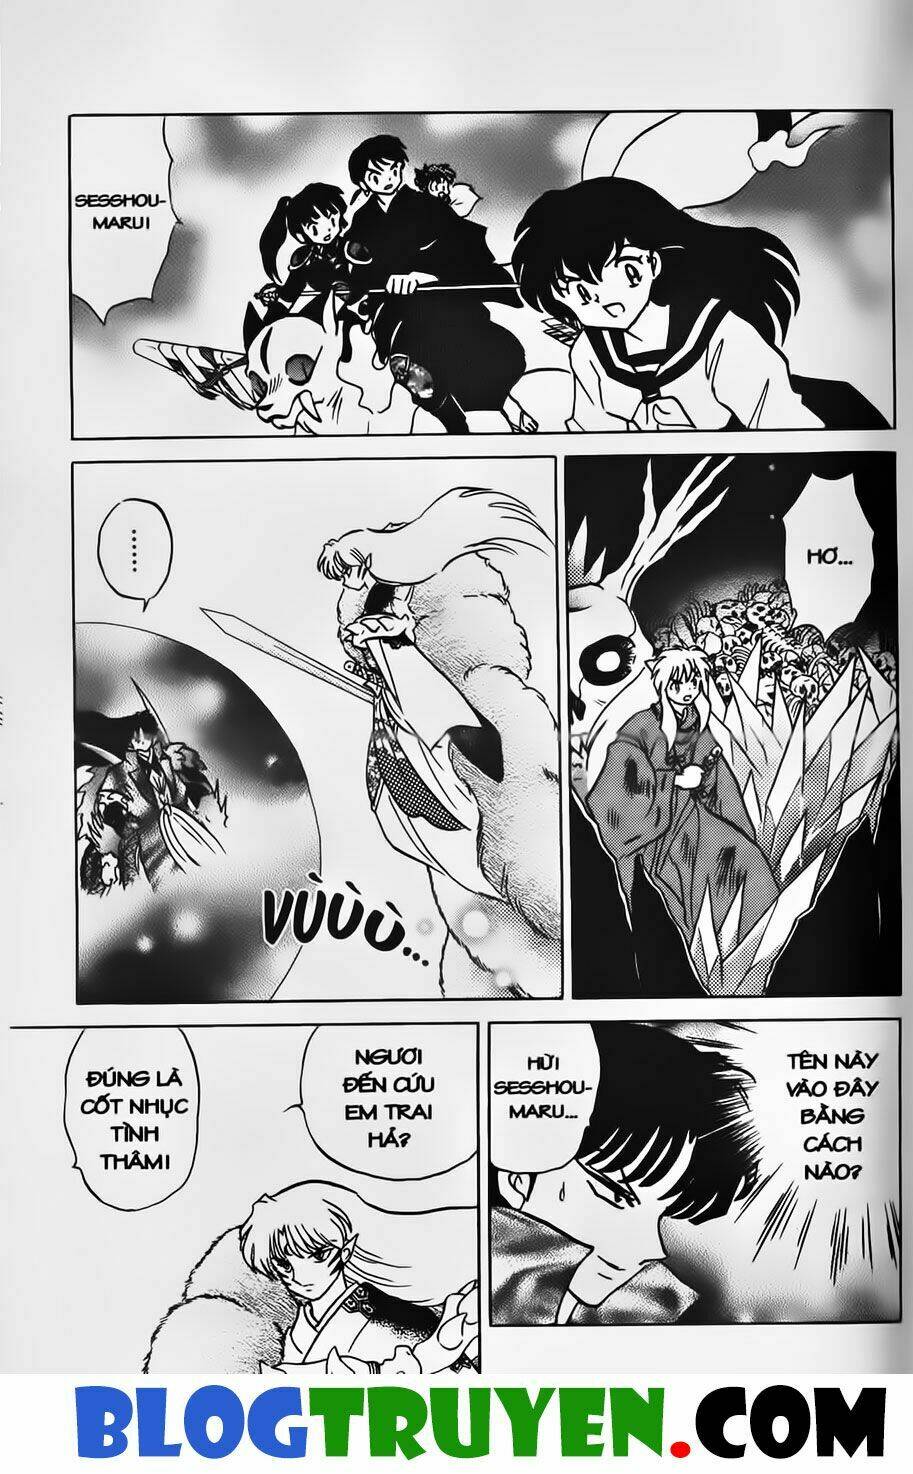 SESSHOU-
MARU!
HƠ...
......
VÙÙÙ...
TÊN NÀY
VÀO ĐÂY
BẰNG
CÁCH
NÀO?
HỪI
SESSHOU-
MARU...
NGƯƠI
ĐẾN CỨU
EM TRAI
HẢ?
ĐÚNG LÀ
CỐT NHỤC
TÌNH
THÂM!
BLOGTRUYEN.COM